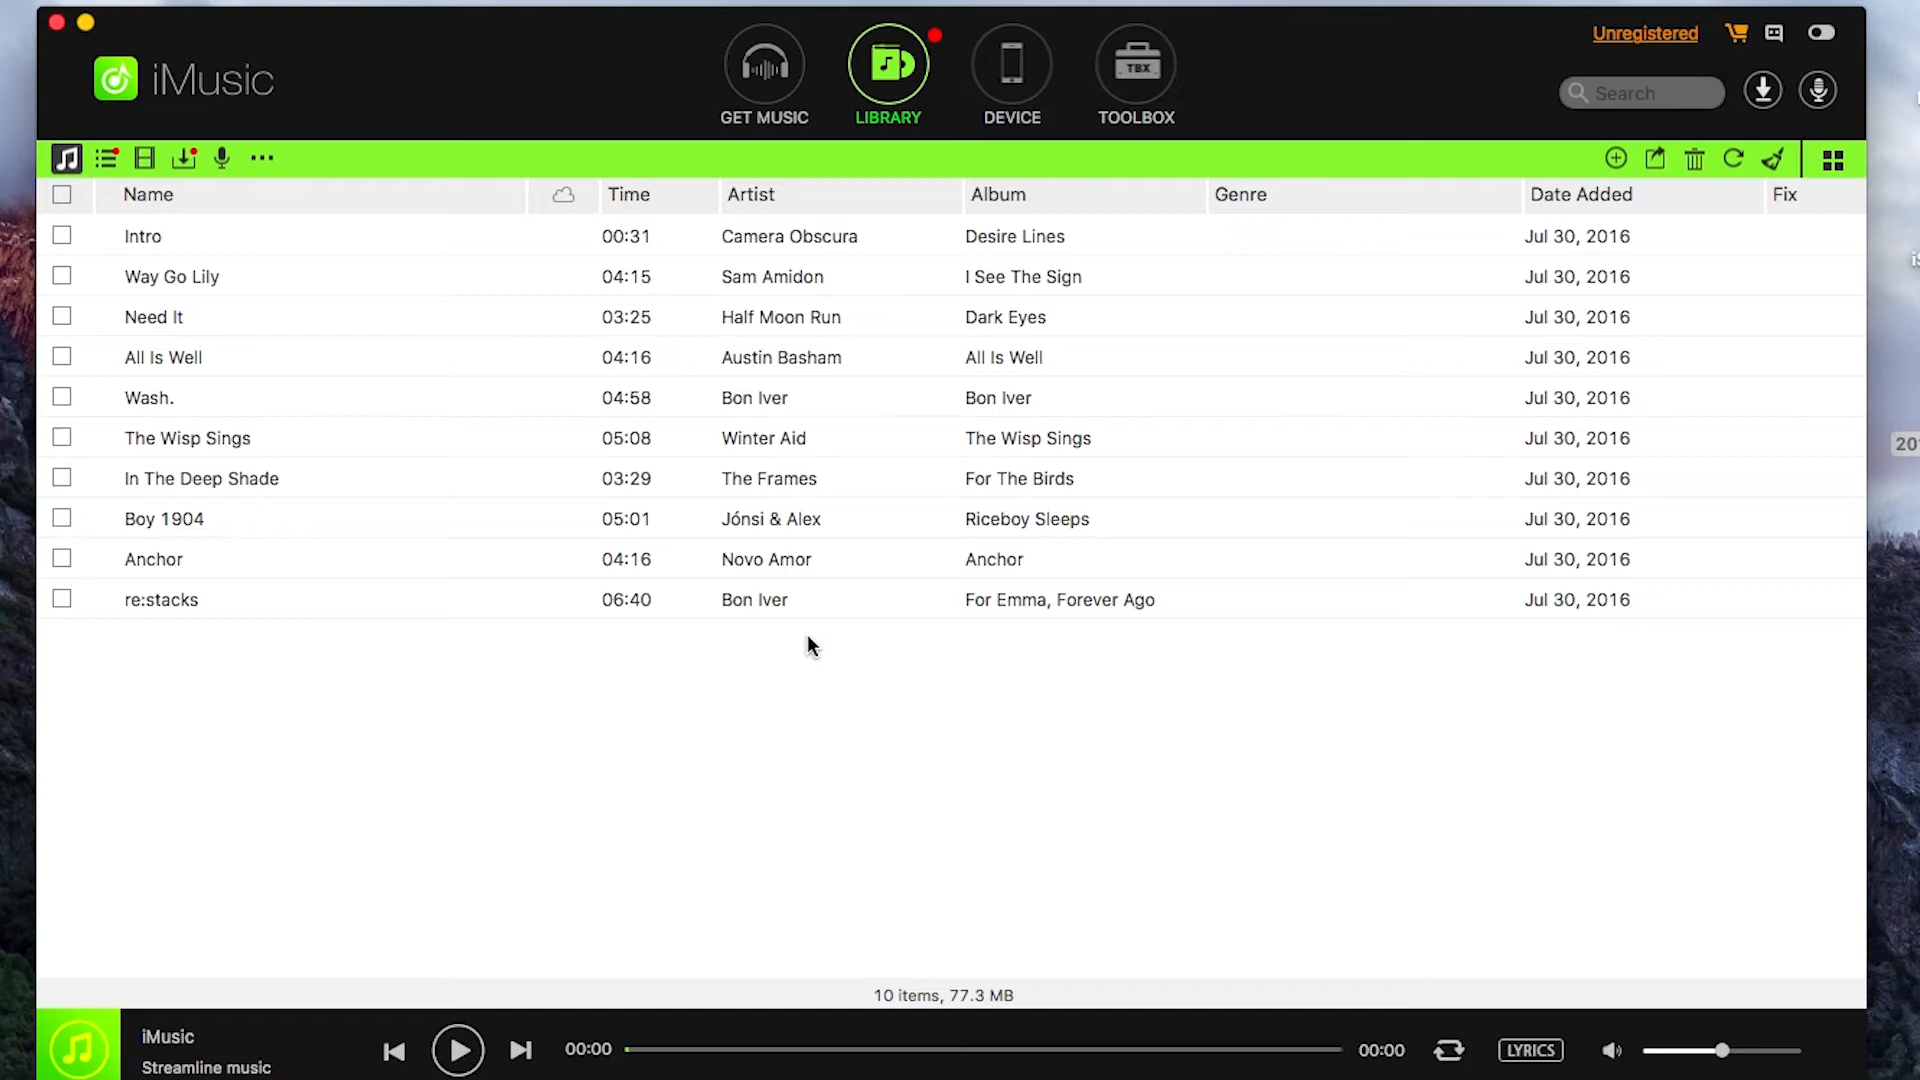 Unregistered
iMusic
Search
TBX
GET MUSIC
LIBRARY
DEVICE
TOOLBOX
Name Time Artist Album Genre Date Added Fix
Intro 00:31 Camera Obscura Desire Lines Jul 30, 2016
Way Go Lily 04:15 Sam Amidon I See The Sign Jul 30, 2016
Need It 03:25 Half Moon Run Dark Eyes Jul 30, 2016
All Is Well 04:16 Austin Basham All Is Well Jul 30, 2016
Wash. 04:58 Bon Iver Bon Iver Jul 30, 2016
The Wisp Sings 05:08 Winter Aid The Wisp Sings Jul 30, 2016
In The Deep Shade 03:29 The Frames For The Birds Jul 30, 2016
Boy 1904 05:01 Jónsi & Alex Riceboy Sleeps Jul 30, 2016
Anchor 04:16 Novo Amor Anchor Jul 30, 2016
re:stacks 06:40 Bon Iver For Emma, Forever Ago Jul 30, 2016
10 items, 77.3 MB
iMusic
Streamline music
00:00 00:00 LYRICS